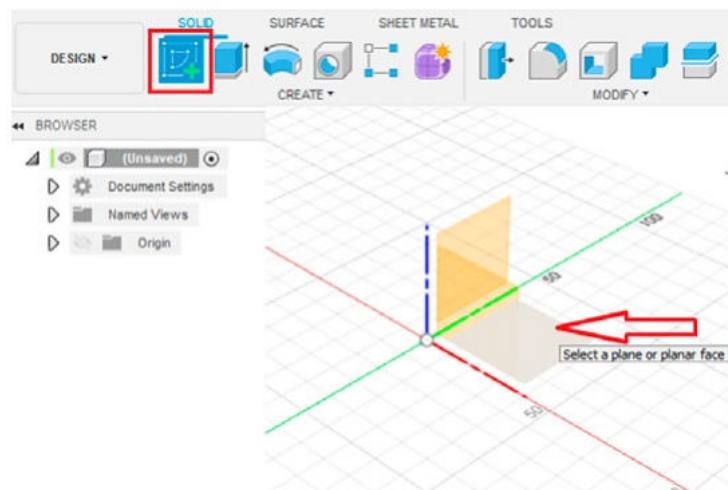 SOLID SURFACE SHEET METAL TOOLS
DESIGN
CREATE MODIFY
BROWSER
(Unsaved)
Document Settings
Named Views
Origin
100
50
Select a plane or planar face
50